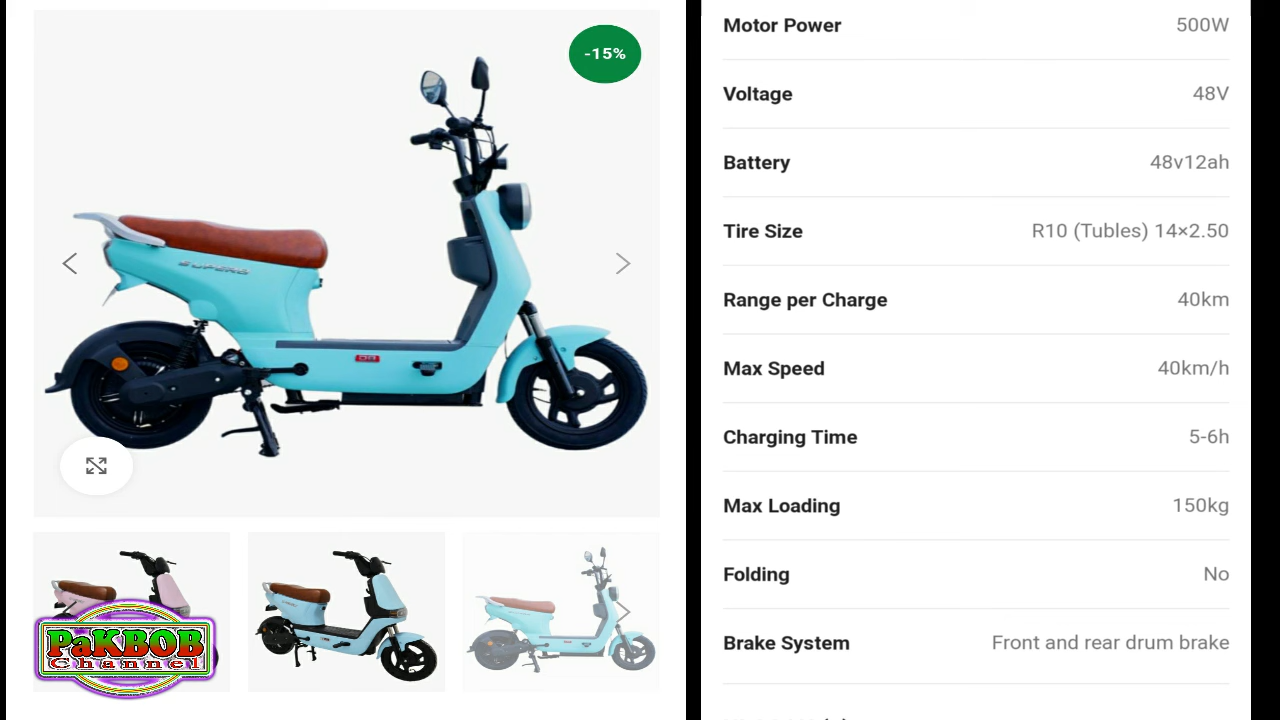 -15%
SUPERB
PaKBOB
Channel
Motor Power 500W
Voltage 48V
Battery 48v12ah
Tire Size R10 (Tubles) 14×2.50
Range per Charge 40km
Max Speed 40km/h
Charging Time 5-6h
Max Loading 150kg
Folding No
Brake System Front and rear drum brake